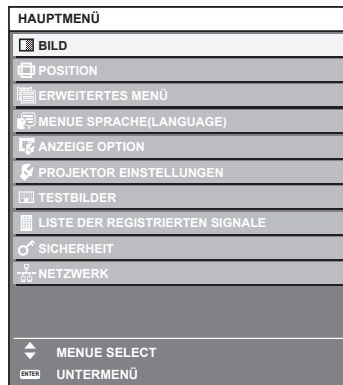 HAUPTMENÜ
BILD
POSITION
ERWEITERTES MENÜ
MENUE SPRACHE(LANGUAGE)
ANZEIGE OPTION
PROJEKTOR EINSTELLUNGEN
TESTBILDER
LISTE DER REGISTRIERTEN SIGNALE
SICHERHEIT
NETZWERK
MENUE SELECT
ENTER UNTERMENÜ